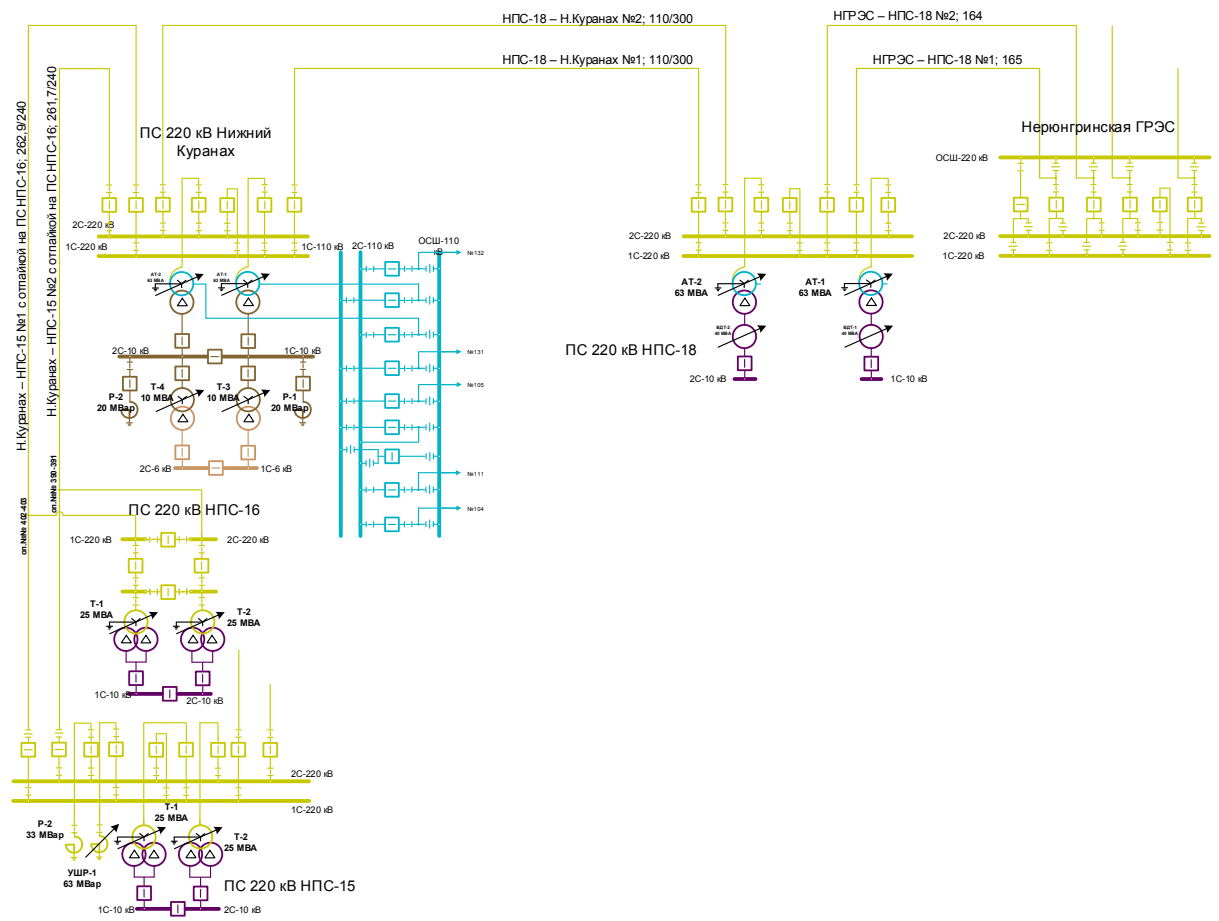 НПС-18 – Н.Куранах №2; 110/300
НГРЭС – НПС-18 №2; 164
НПС-18 – Н.Куранах №1; 110/300
НГРЭС – НПС-18 №1; 165
Н.Куранах – НПС-15 №1 с отпайкой на ПС НПС-16; 262,9/240
Н.Куранах – НПС-15 №2 с отпайкой на ПС НПС-16; 261,7/240
ПС 220 кВ Нижний
Куранах
Нерюнгринская ГРЭС
ОСШ-220 кВ
2С-220 кВ
1С-220 кВ
1С-110 кВ
2С-110 кВ
ОСШ-110
кВ
№132
2С-220 кВ
1С-220 кВ
2С-220 кВ
1С-220 кВ
АТ-2
63 МВА
АТ-1
63 МВА
АТ-2
63 МВА
АТ-1
63 МВА
ВДТ-2
40 МВА
ВДТ-1
40 МВА
ПС 220 кВ НПС-18
2С-10 кВ
1С-10 кВ
2С-10 кВ
1С-10 кВ
№131
№105
Р-2
20 МВар
Т-4
10 МВА
Т-3
10 МВА
Р-1
20 МВар
2С-6 кВ
1С-6 кВ
№111
№104
оп.№№ 402-403
оп.№№ 390-391
ПС 220 кВ НПС-16
1С-220 кВ
2С-220 кВ
Т-1
25 МВА
Т-2
25 МВА
1С-10 кВ
2С-10 кВ
2С-220 кВ
1С-220 кВ
Т-1
25 МВА
Р-2
33 МВар
Т-2
25 МВА
УШР-1
63 МВар
ПС 220 кВ НПС-15
1С-10 кВ
2С-10 кВ